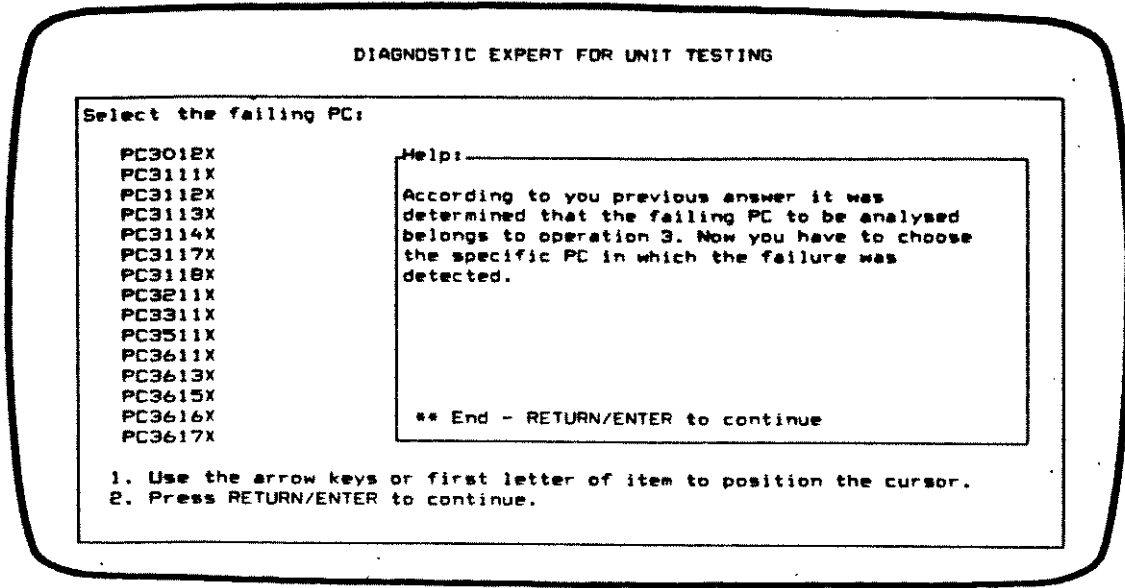 DIAGNOSTIC EXPERT FOR UNIT TESTING
Select the failing PC:
PC3012X
PC3111X
PC3112X
PC3113X
PC3114X
PC3117X
PC3118X
PC3211X
PC3311X
PC3511X
PC3611X
PC3613X
PC3615X
PC3616X
PC3617X
Help:
According to you previous answer it was
determined that the failing PC to be analysed
belongs to operation 3. Now you have to choose
the specific PC in which the failure was
detected.
** End - RETURN/ENTER to continue
1. Use the arrow keys or first letter of item to position the cursor.
2. Press RETURN/ENTER to continue.